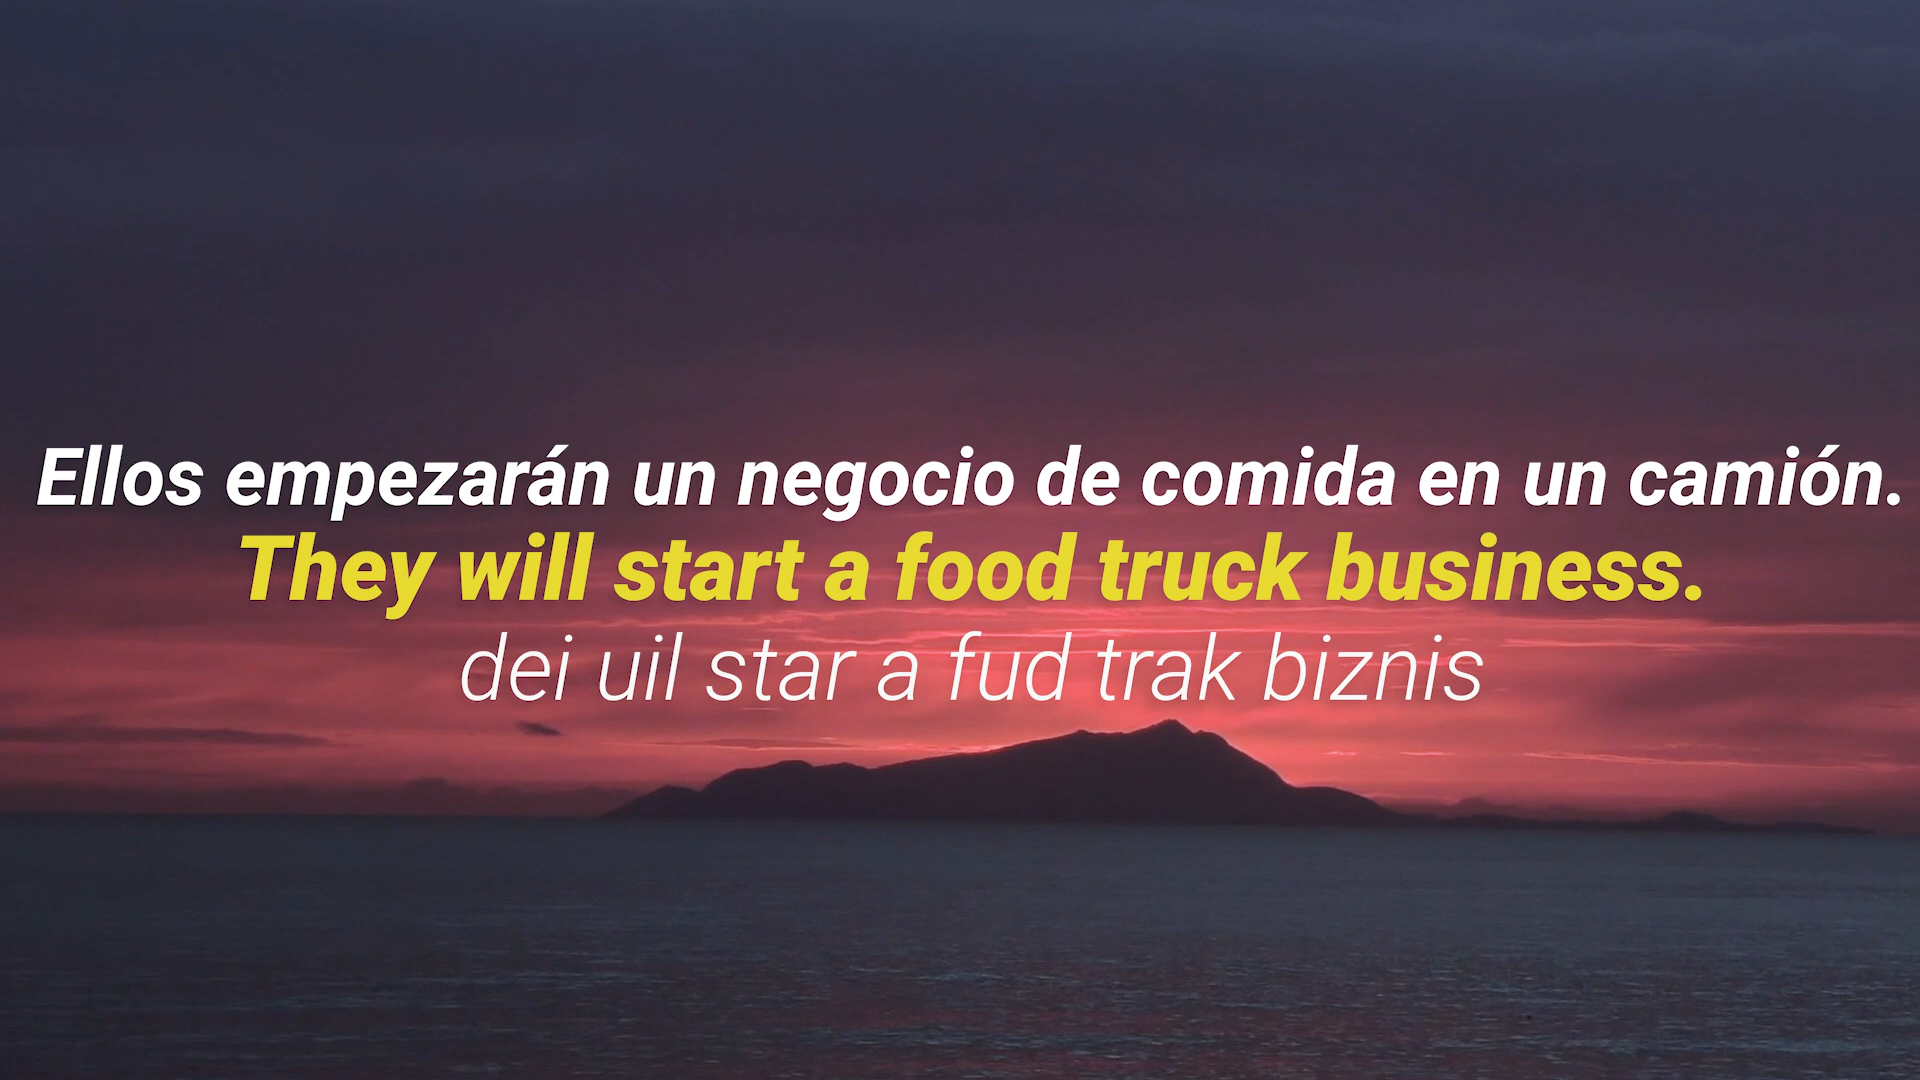 Ellos empezarán un negocio de comida en un camión.
They will start a food truck business.
dei uil star a fud trak biznis